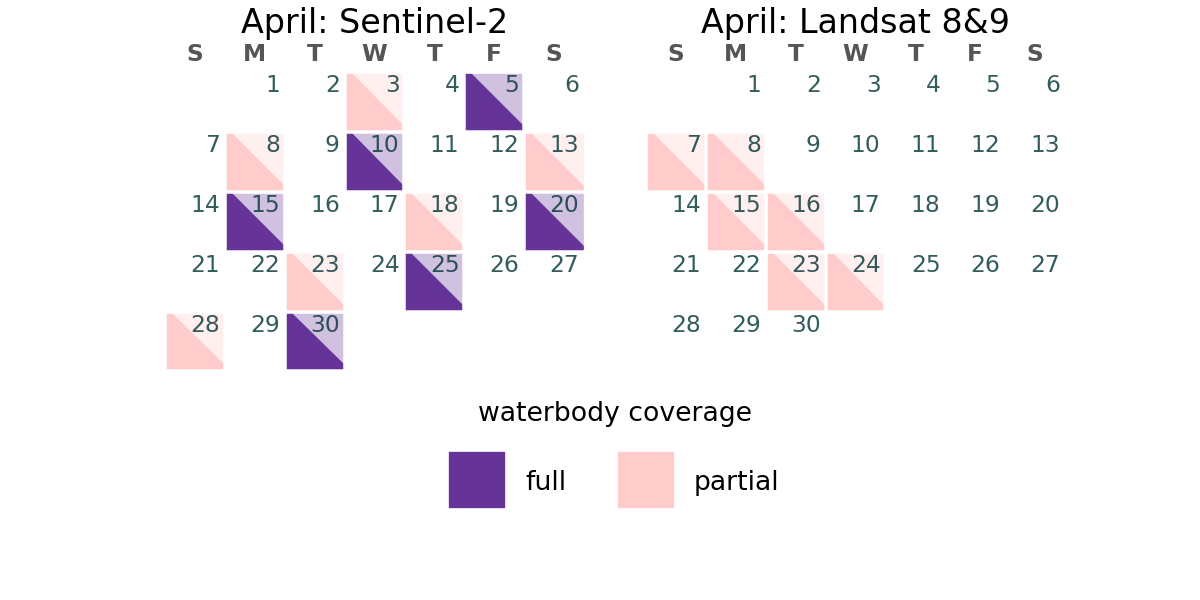 April: Sentinel-2
S M T W T F S
1 2 3 4 5 6
7 8 9 10 11 12 13
14 15 16 17 18 19 20
21 22 23 24 25 26 27
28 29 30
April: Landsat 8&9
S M T W T F S
1 2 3 4 5 6
7 8 9 10 11 12 13
14 15 16 17 18 19 20
21 22 23 24 25 26 27
28 29 30
waterbody coverage
full partial